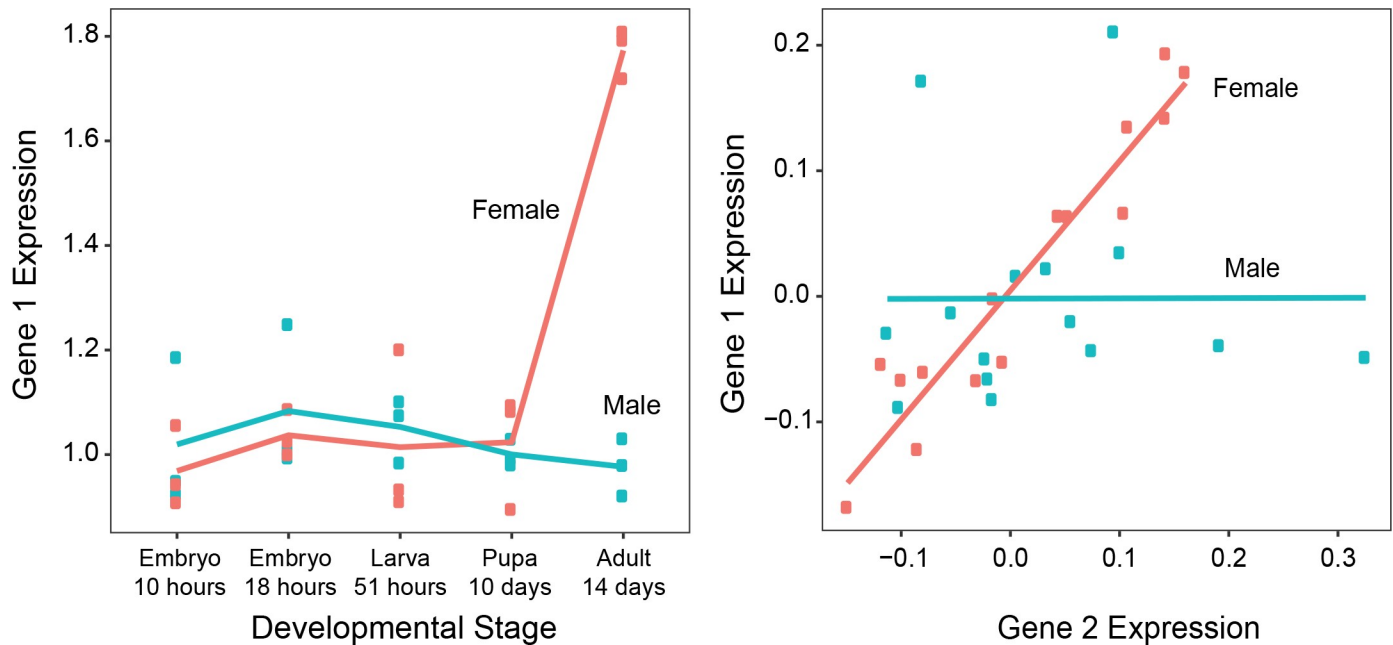 Gene 1 Expression
1.8
1.6
1.4
1.2
1.0
Female
Male
Embryo
10 hours
Embryo
18 hours
Larva
51 hours
Pupa
10 days
Adult
14 days
Developmental Stage
Gene 1 Expression
0.2
0.1
0.0
−0.1
Female
Male
−0.1
0.0
0.1
0.2
0.3
Gene 2 Expression